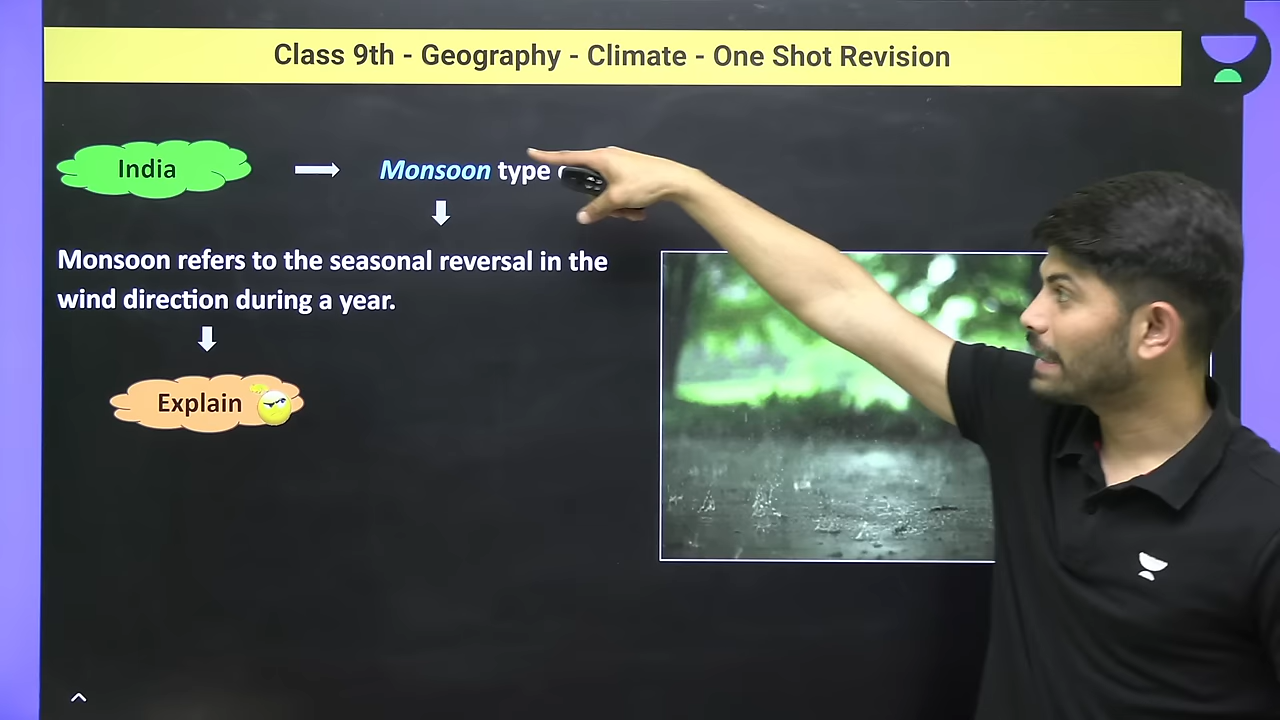 Class 9th - Geography - Climate - One Shot Revision
India
Monsoon type
Monsoon refers to the seasonal reversal in the
wind direction during a year.
Explain